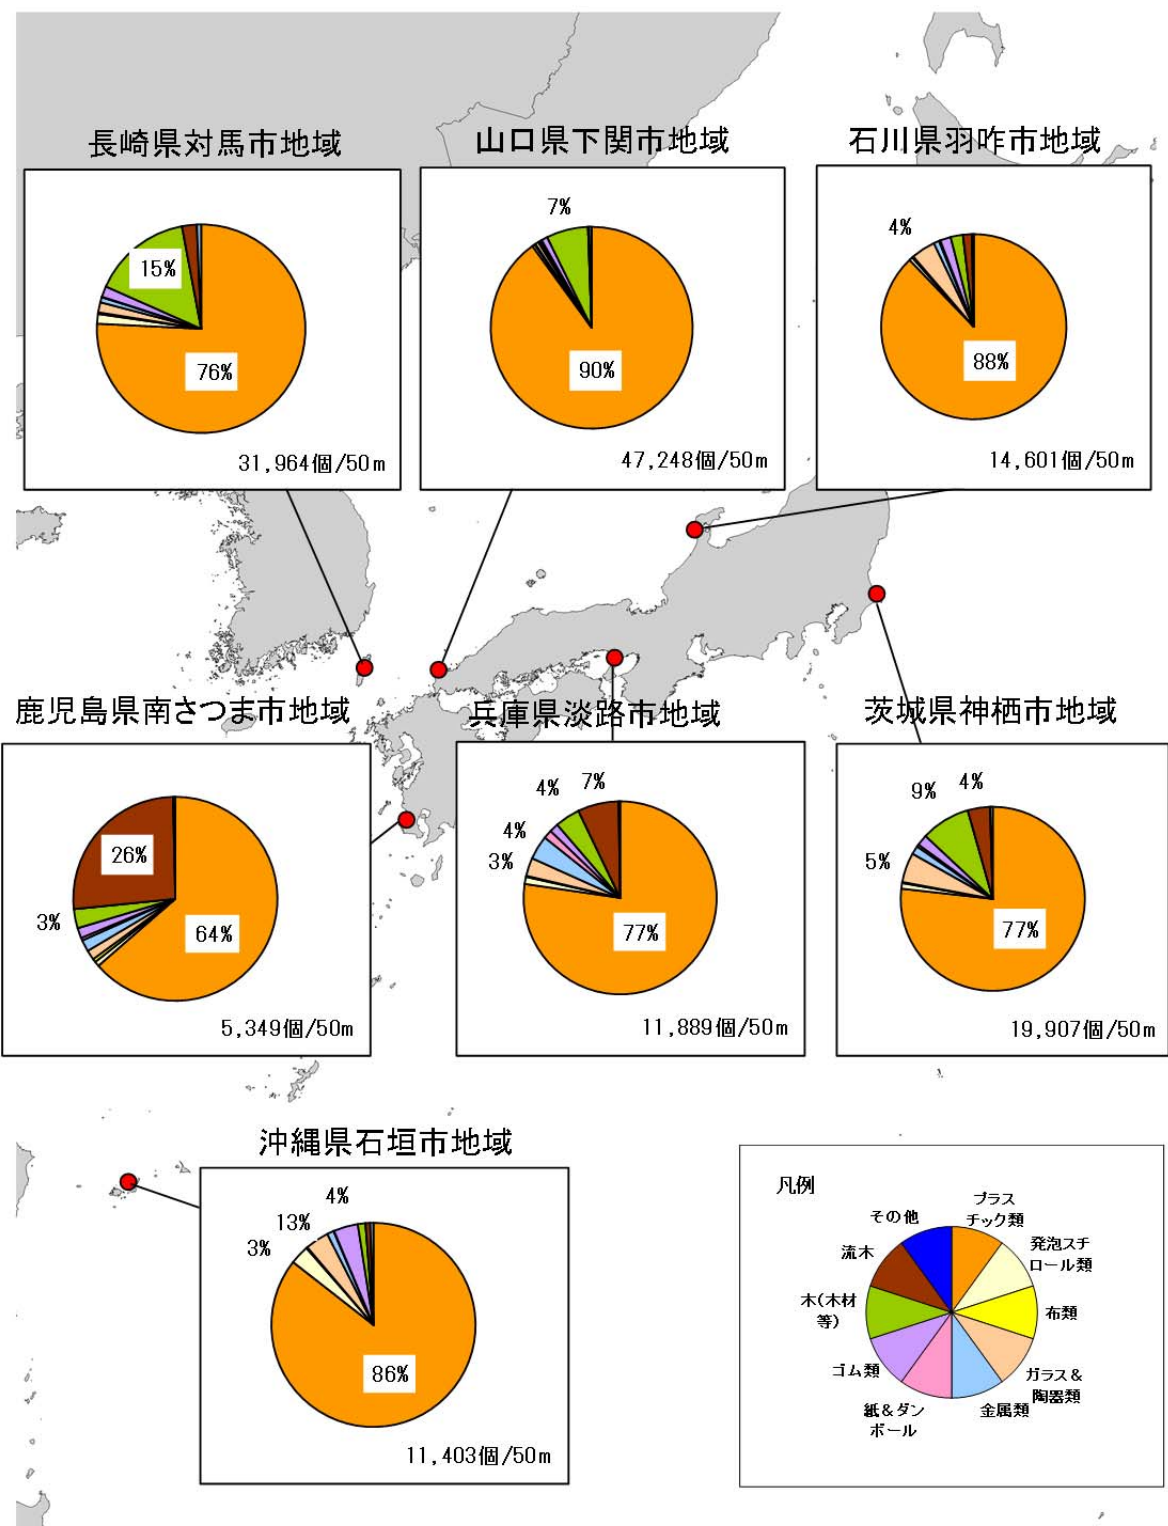 長崎県対馬市地域
15%
76%
31,964個/50m
山口県下関市地域
7%
90%
47,248個/50m
石川県羽咋市地域
4%
88%
14,601個/50m
鹿児島県南さつま市地域
26%
3%
64%
5,349個/50m
兵庫県淡路市地域
7%
4%
4%
3%
77%
11,889個/50m
茨城県神栖市地域
4%
9%
5%
77%
19,907個/50m
沖縄県石垣市地域
4%
13%
3%
86%
11,403個/50m
凡例
プラス
チック類
発泡スチ
ロール類
布類
ガラス&
陶器類
金属類
紙&ダン
ボール
ゴム類
木(木材
等)
流木
その他